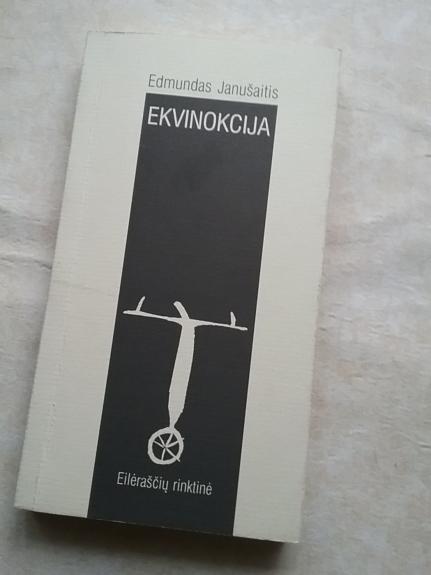 Edmundas Janušaitis
EKVINOKCIJA
Eilėraščių rinktinė